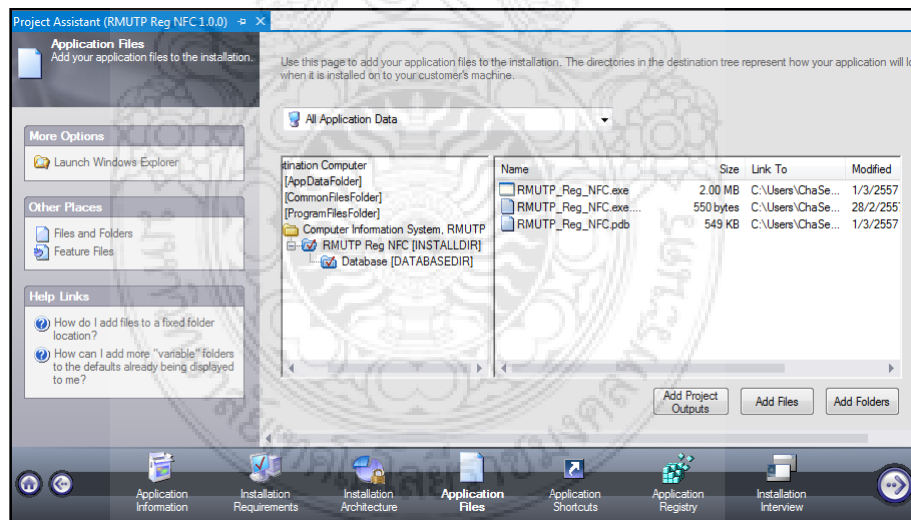 Project Assistant (RMUTP Reg NFC 1.0.0)
Application Files
Add your application files to the installation.
Use this page to add your application files to the installation. The directories in the destination tree represent how your application will lo
when it is installed on to your customer's machine.
More Options
Launch Windows Explorer
Other Places
Files and Folders
Feature Files
Help Links
How do I add files to a fixed folder
location?
How can I add more "variable" folders
to the defaults already being displayed
to me?
All Application Data
stination Computer
[AppDataFolder]
[CommonFilesFolder]
[ProgramFilesFolder]
Computer Information System, RMUTP
RMUTP Reg NFC [INSTALLDIR]
Database [DATABASEDIR]
Name Size Link To Modified
RMUTP_Reg_NFC.exe 2.00 MB C:\Users\ChaSe... 1/3/2557
RMUTP_Reg_NFC.exe.... 550 bytes C:\Users\ChaSe... 28/2/255
RMUTP_Reg_NFC.pdb 549 KB C:\Users\ChaSe... 1/3/2557
Add Project
Outputs
Add Files
Add Folders
Application
Information
Installation
Requirements
Installation
Architecture
Application
Files
Application
Shortcuts
Application
Registry
Installation
Interview